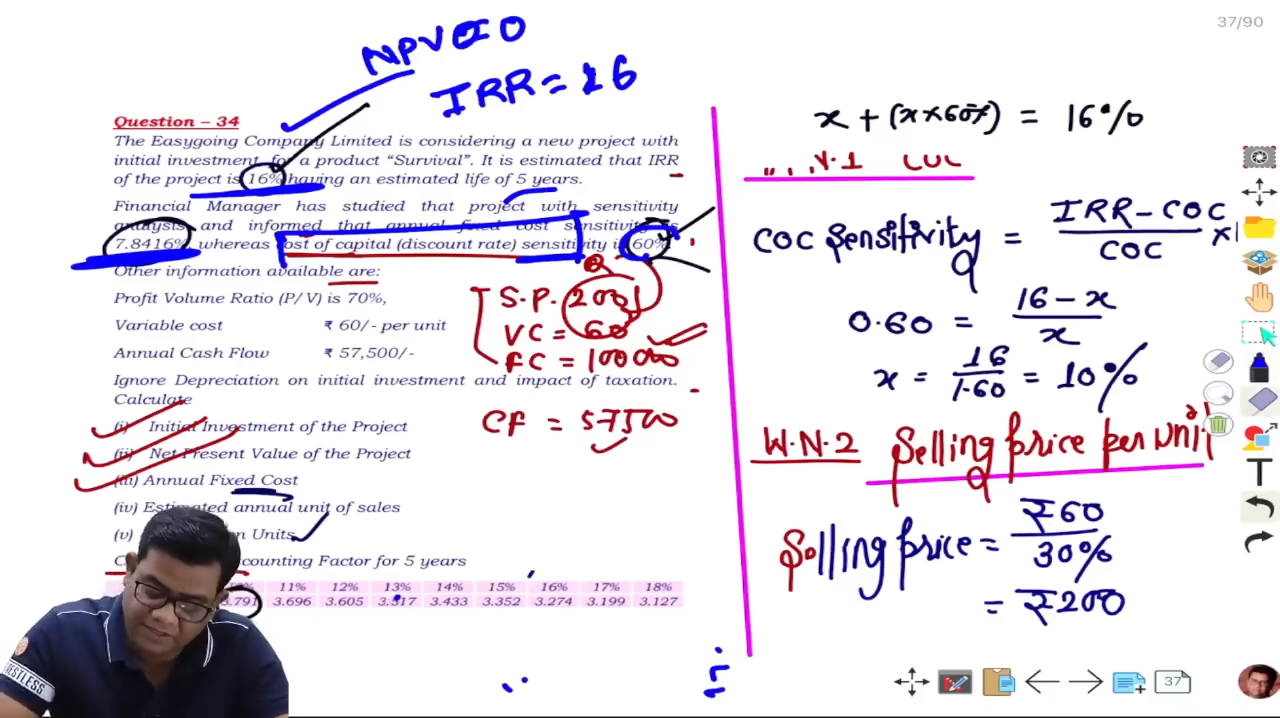 37/90
NPV = 0
IRR = 16
Question – 34
The Easygoing Company Limited is considering a new project with
initial investment, for a product “Survival”. It is estimated that IRR
of the project is 16% having an estimated life of 5 years.
Financial Manager has studied that project with sensitivity
analysis and informed that annual fixed cost sensitivity is
7.8416%, whereas cost of capital (discount rate) sensitivity is 60%.
Other information available are:
Profit Volume Ratio (P/V) is 70%,
Variable cost ₹ 60/- per unit
Annual Cash Flow ₹ 57,500/-
Ignore Depreciation on initial investment and impact of taxation.
Calculate
(i) Initial Investment of the Project
(ii) Net Present Value of the Project
(iii) Annual Fixed Cost
(iv) Estimated annual unit of sales
(v) Units
counting Factor for 5 years
11% 12% 13% 14% 15% 16% 17% 18%
3.791 3.696 3.605 3.517 3.433 3.352 3.274 3.199 3.127
S.P. 200
VC = 60
FC = 100000
CF = 57500
x + (x × 60%) = 16%
COC Sensitivity = IRR - COC / COC ×1
0.60 = 16 - x / x
x = 16 / 1.60 = 10%
W.N.2 Selling price per unit
Selling price = ₹60 / 30%
= ₹200
RESTLESS
T
37